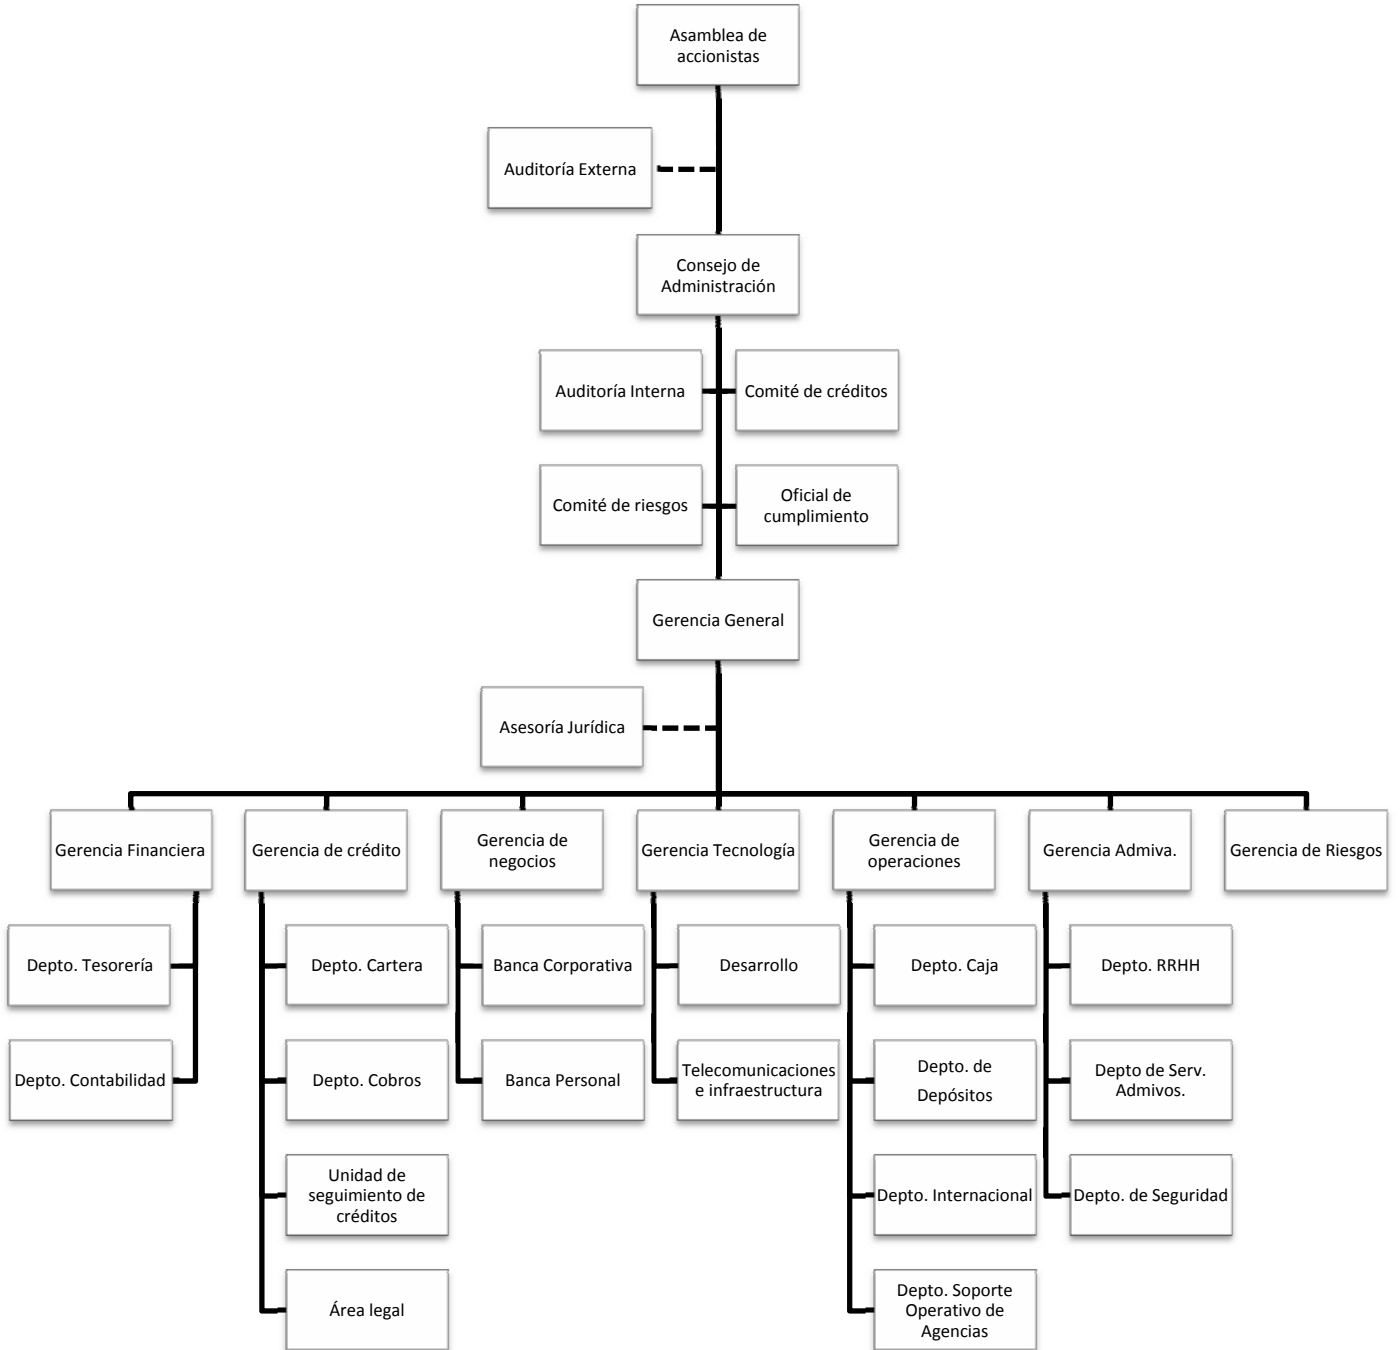 Asamblea de
accionistas
Auditoría Externa
Consejo de
Administración
Auditoría Interna
Comité de créditos
Comité de riesgos
Oficial de
cumplimiento
Gerencia General
Asesoría Jurídica
Gerencia Financiera
Gerencia de crédito
Gerencia de
negocios
Gerencia Tecnología
Gerencia de
operaciones
Gerencia Admiva.
Gerencia de Riesgos
Depto. Tesorería
Depto. Cartera
Banca Corporativa
Desarrollo
Depto. Caja
Depto. RRHH
Depto. Contabilidad
Depto. Cobros
Banca Personal
Telecomunicaciones
e infraestructura
Depto. de
Depósitos
Depto de Serv.
Admivos.
Unidad de
seguimiento de
créditos
Depto. Internacional
Depto. de Seguridad
Área legal
Depto. Soporte
Operativo de
Agencias